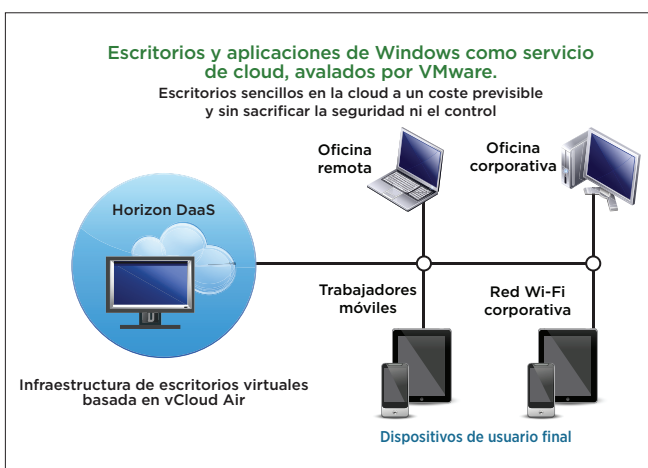 Escritorios y aplicaciones de Windows como servicio
de cloud, avalados por VMware.
Escritorios sencillos en la cloud a un coste previsible
y sin sacrificar la seguridad ni el control
Oficina
remota
Oficina
corporativa
Horizon DaaS
Trabajadores
móviles
Red Wi-Fi
corporativa
Infraestructura de escritorios virtuales
basada en vCloud Air
Dispositivos de usuario final